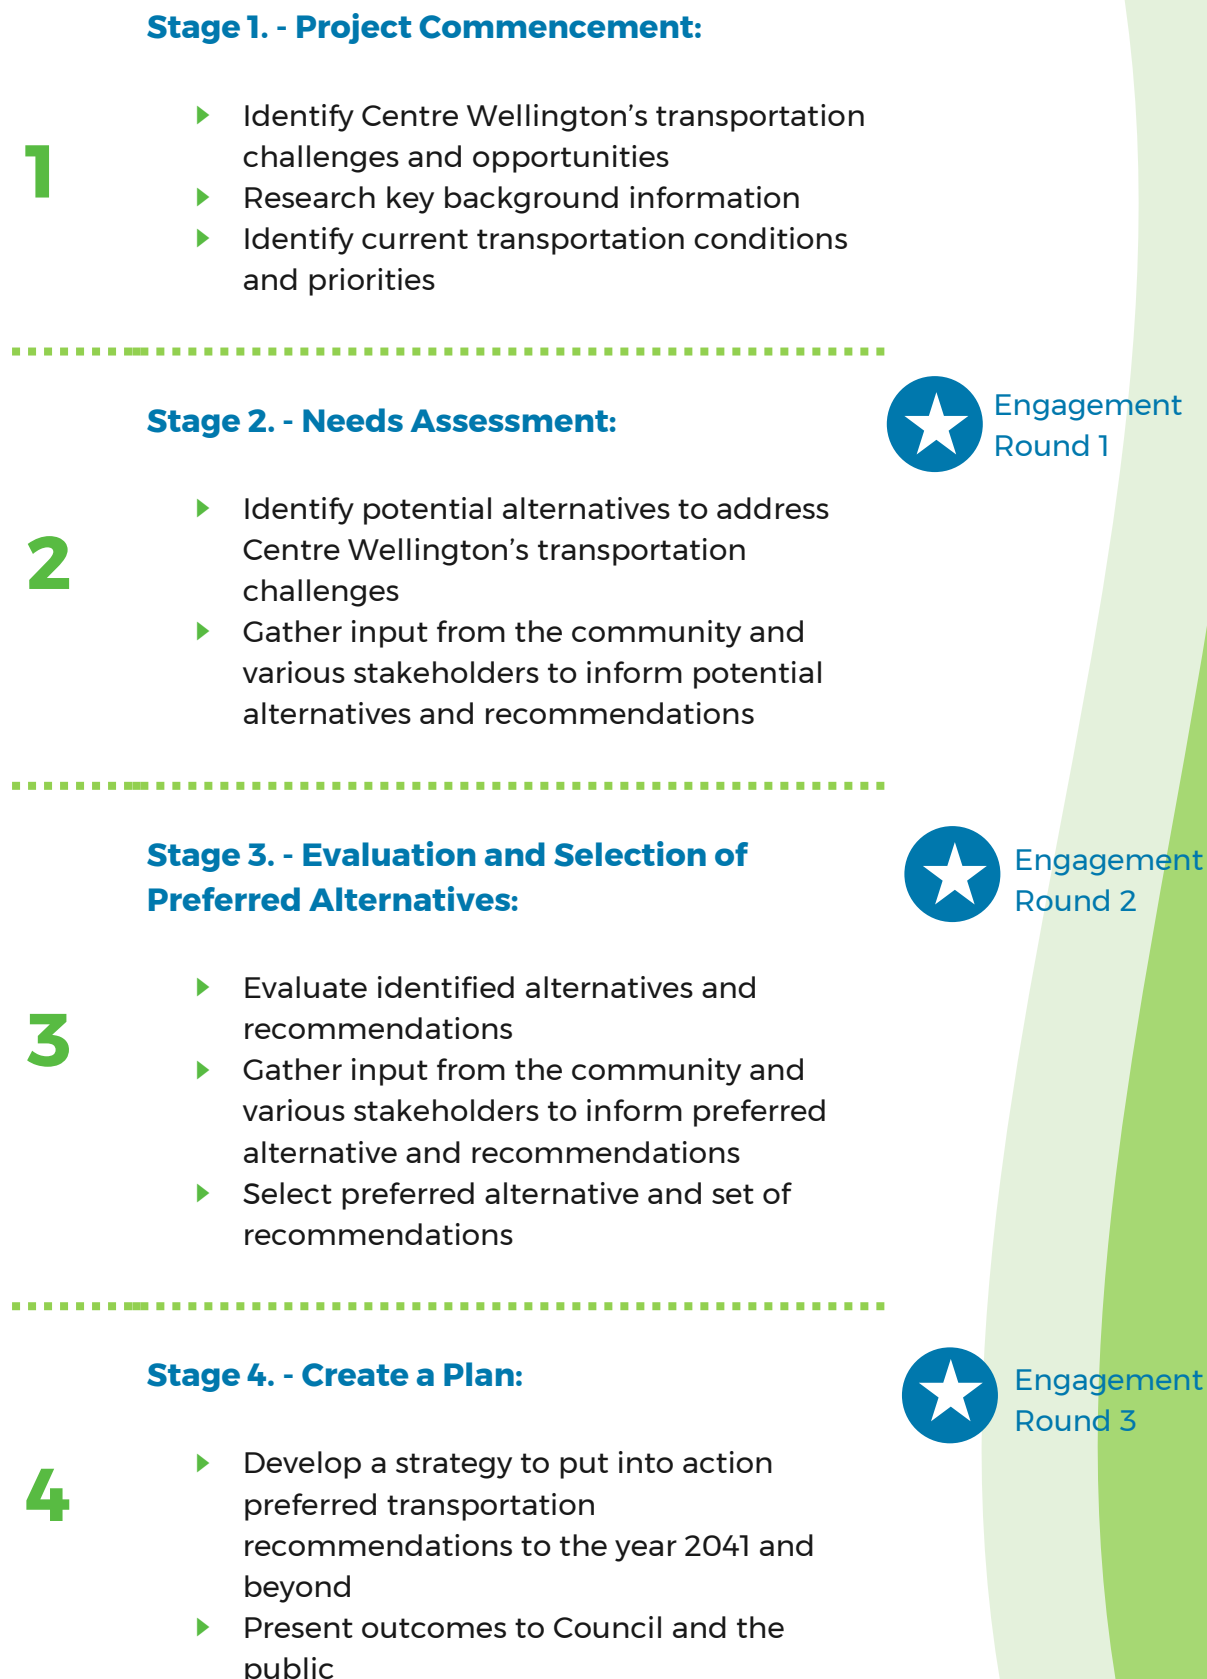 Stage 1. - Project Commencement:
1
Identify Centre Wellington’s transportation
challenges and opportunities
Research key background information
Identify current transportation conditions
and priorities
Stage 2. - Needs Assessment:
Engagement
Round 1
2
Identify potential alternatives to address
Centre Wellington’s transportation
challenges
Gather input from the community and
various stakeholders to inform potential
alternatives and recommendations
Stage 3. - Evaluation and Selection of
Preferred Alternatives:
Engagement
Round 2
3
Evaluate identified alternatives and
recommendations
Gather input from the community and
various stakeholders to inform preferred
alternative and recommendations
Select preferred alternative and set of
recommendations
Stage 4. - Create a Plan:
Engagement
Round 3
4
Develop a strategy to put into action
preferred transportation
recommendations to the year 2041 and
beyond
Present outcomes to Council and the
public